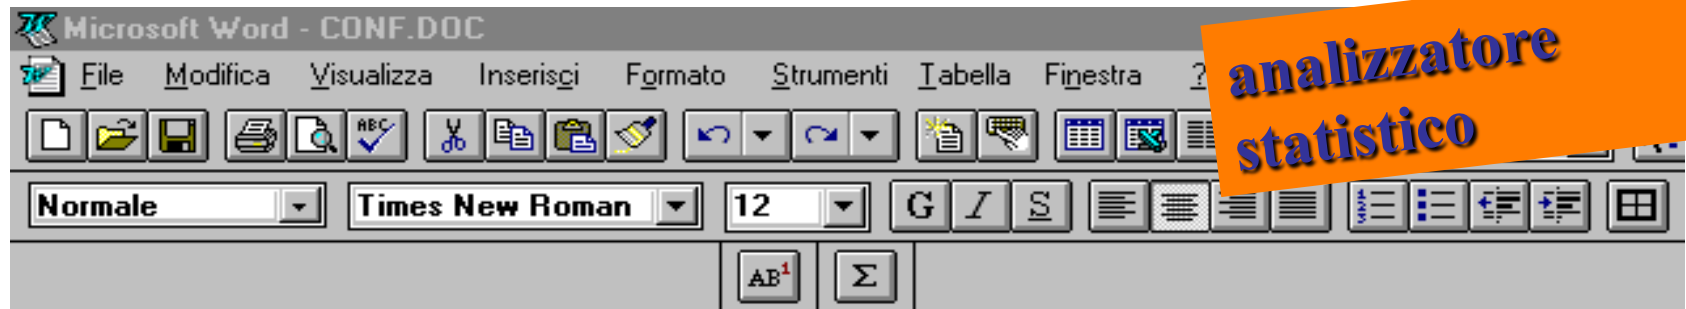 Microsoft Word - CONF.DOC
File Modifica Visualizza Inserisci Formato Strumenti Tabella Finestra ?
analizzatore
statistico
ABC
Normale Times New Roman 12 G I S
AB1 Σ